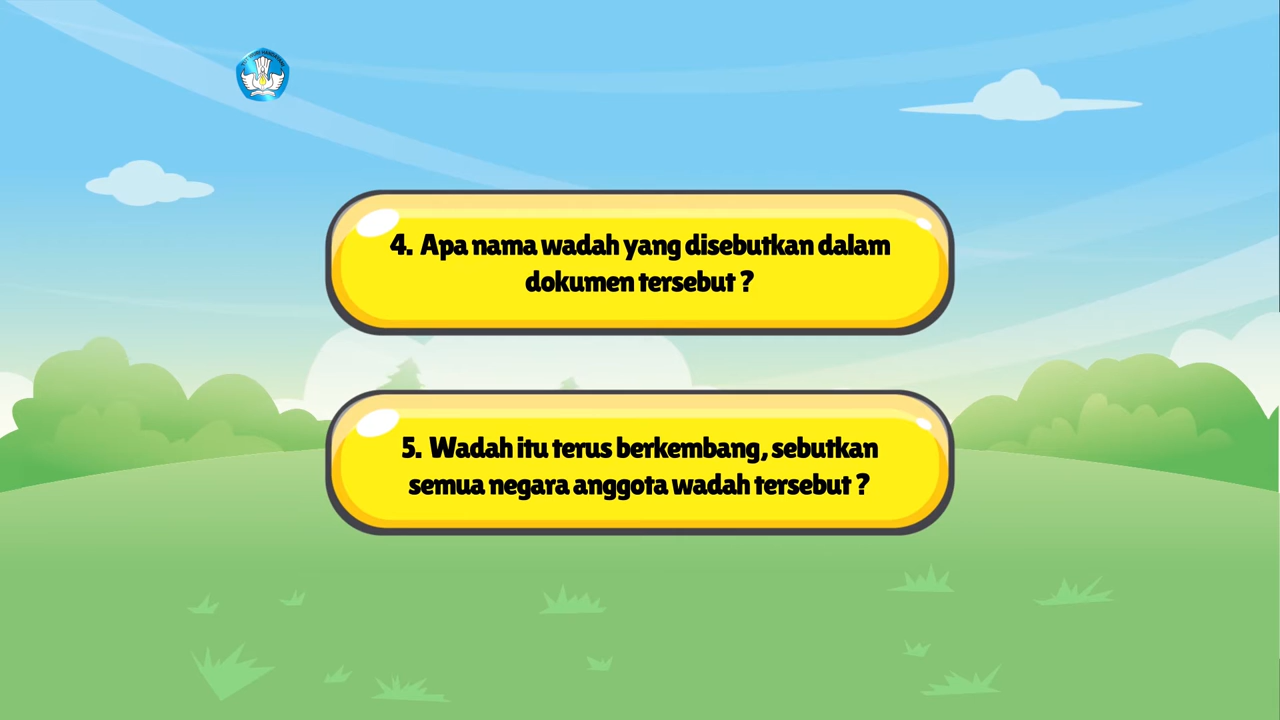 4. Apa nama wadah yang disebutkan dalam
dokumen tersebut ?
5. Wadah itu terus berkembang, sebutkan
semua negara anggota wadah tersebut ?